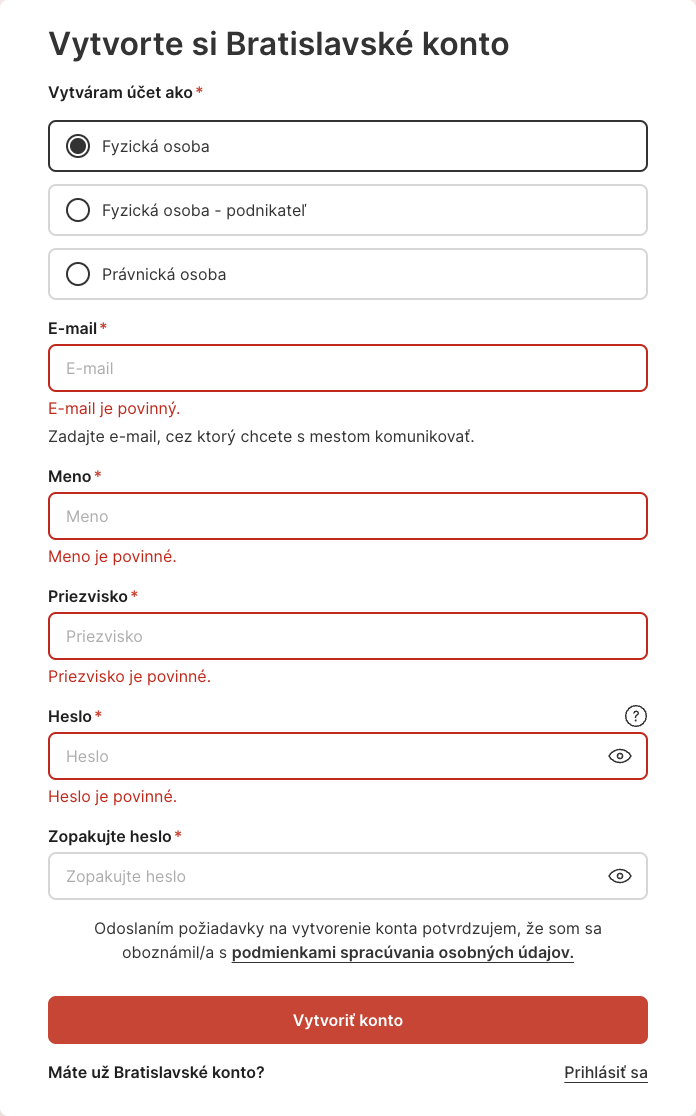 Vytvorte si Bratislavské konto
Vytváram účet ako*
Fyzická osoba
Fyzická osoba - podnikateľ
Právnická osoba
E-mail*
E-mail
E-mail je povinný.
Zadajte e-mail, cez ktorý chcete s mestom komunikovať.
Meno*
Meno
Meno je povinné.
Priezvisko*
Priezvisko
Priezvisko je povinné.
Heslo*
?
Heslo
Heslo je povinné.
Zopakujte heslo*
Zopakujte heslo
Odoslaním požiadavky na vytvorenie konta potvrdzujem, že som sa
oboznámil/a s podmienkami spracúvania osobných údajov.
Vytvoriť konto
Máte už Bratislavské konto?
Prihlásiť sa